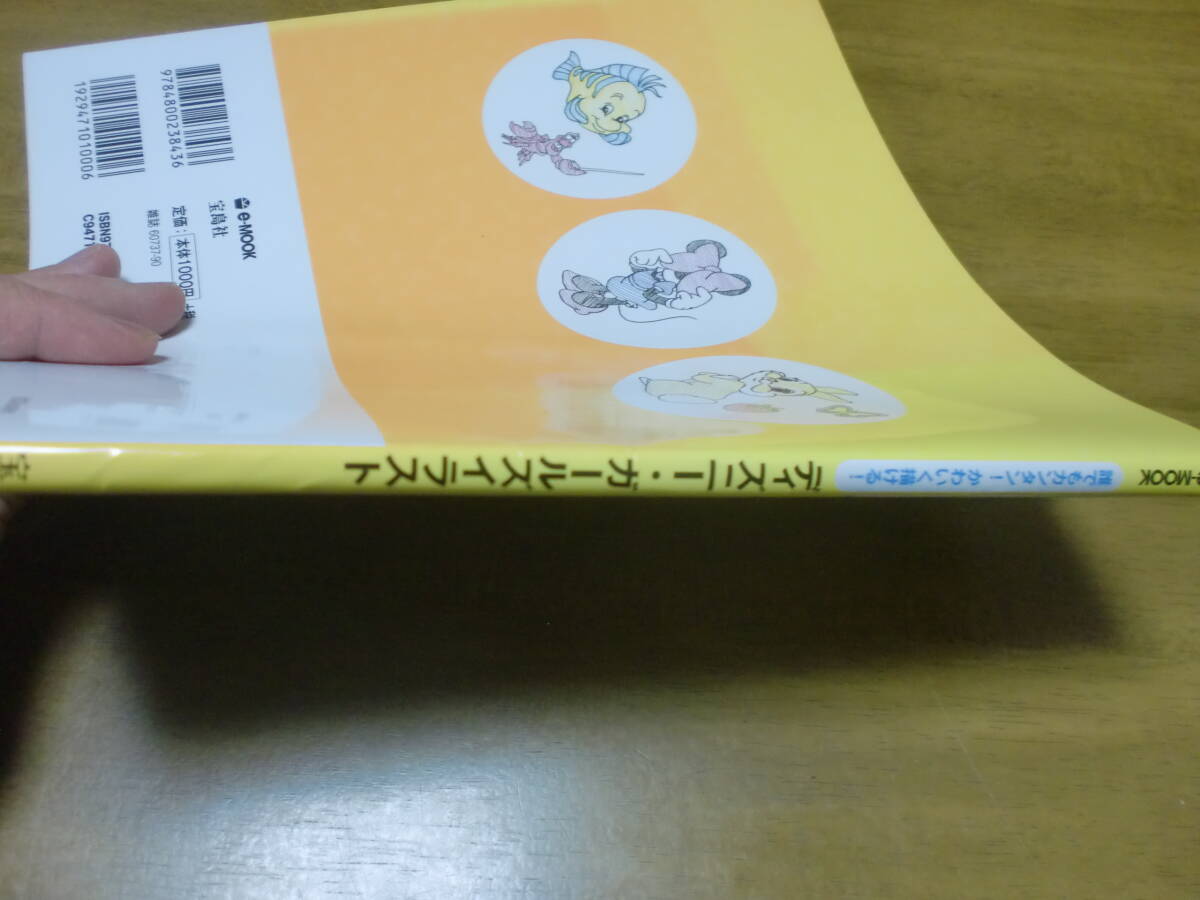 9784800238436
1929471010006
ISBN97
C947
e-MOOK
宝島社
定価：本体1000円
雑誌 60737-90
e-MOOK
誰でもカンタン！かわいく描ける！
ディズニー・ガールズイラスト
宝